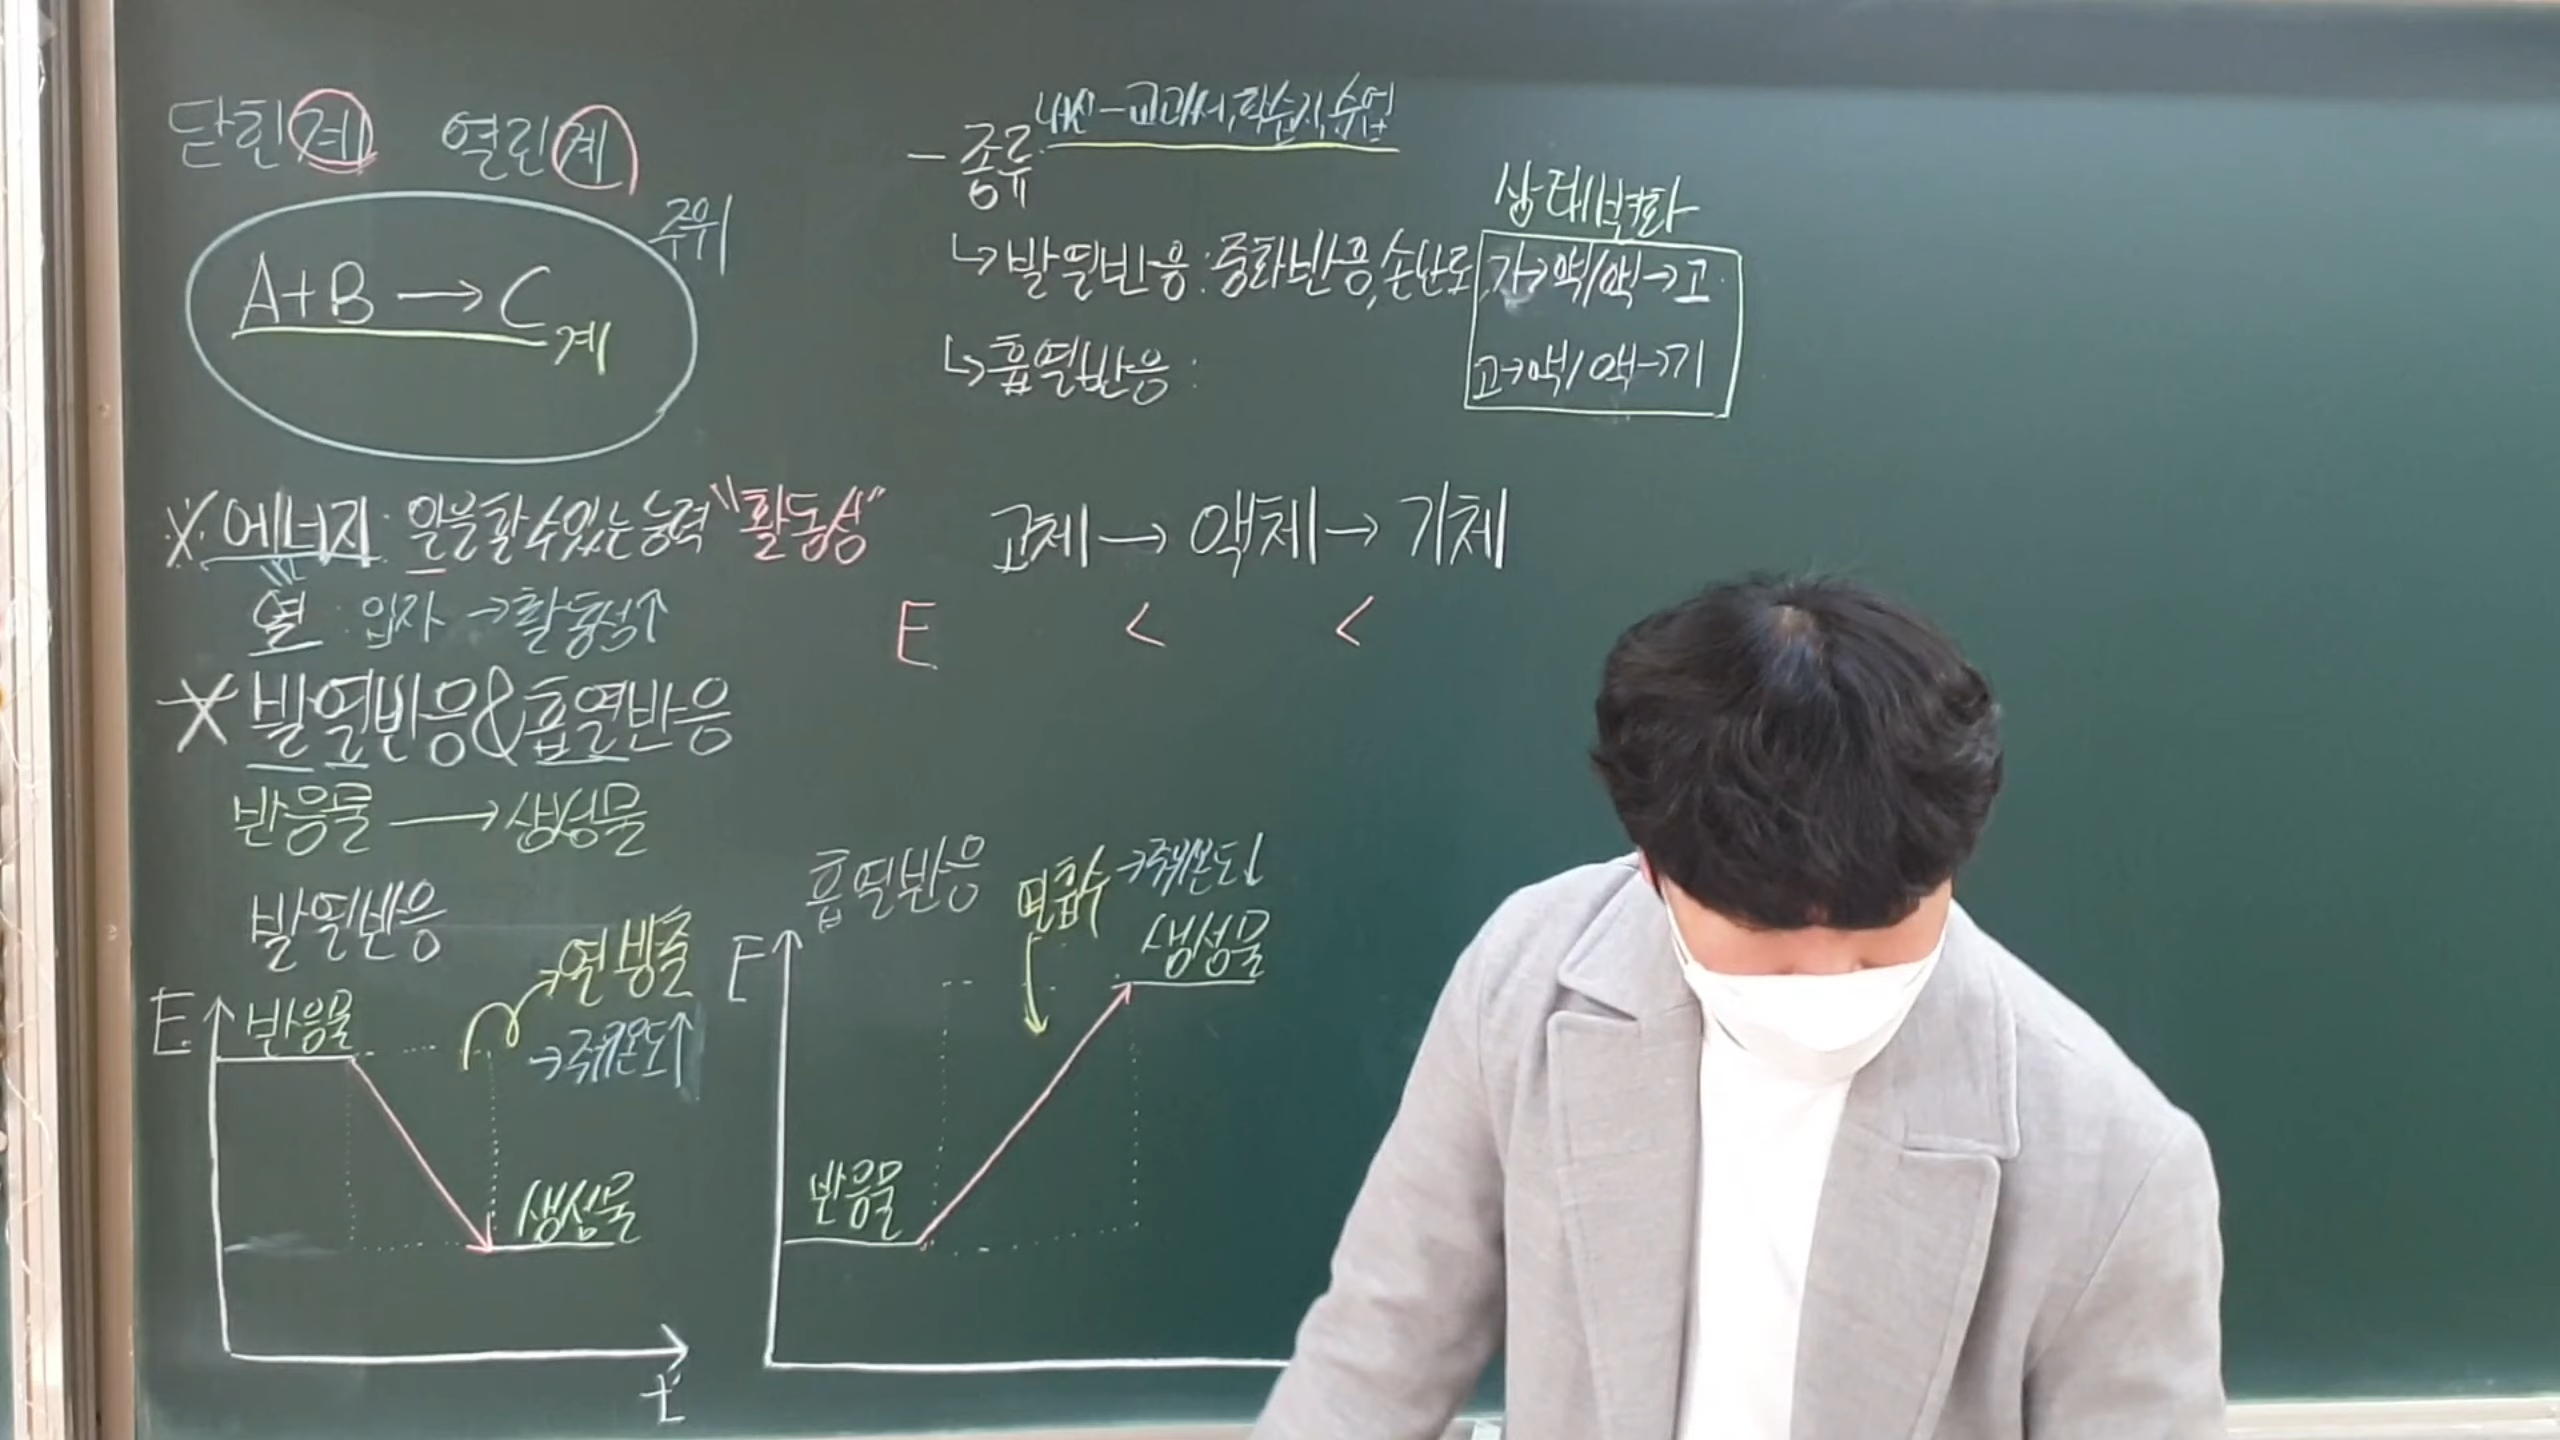 닫힌계 열린계
주위
A+B → C
계
※에너지: 일을 할 수 있는 능력 "활동성"
열 : 입자 → 활동성↑
※ 발열반응&흡열반응
반응물 → 생성물
발열반응
E
반응물
→열 방출
→주위온도↑
생성물
t
흡열반응
열흡수→주위온도↓
E
생성물
반응물
내신-교과서,학습지,수업
- 종류
상태변화
↳발열반응:중화반응,손난로, 기→액/액→고
↳흡열반응: 고→액/액→기
고체→액체→기체
E < <